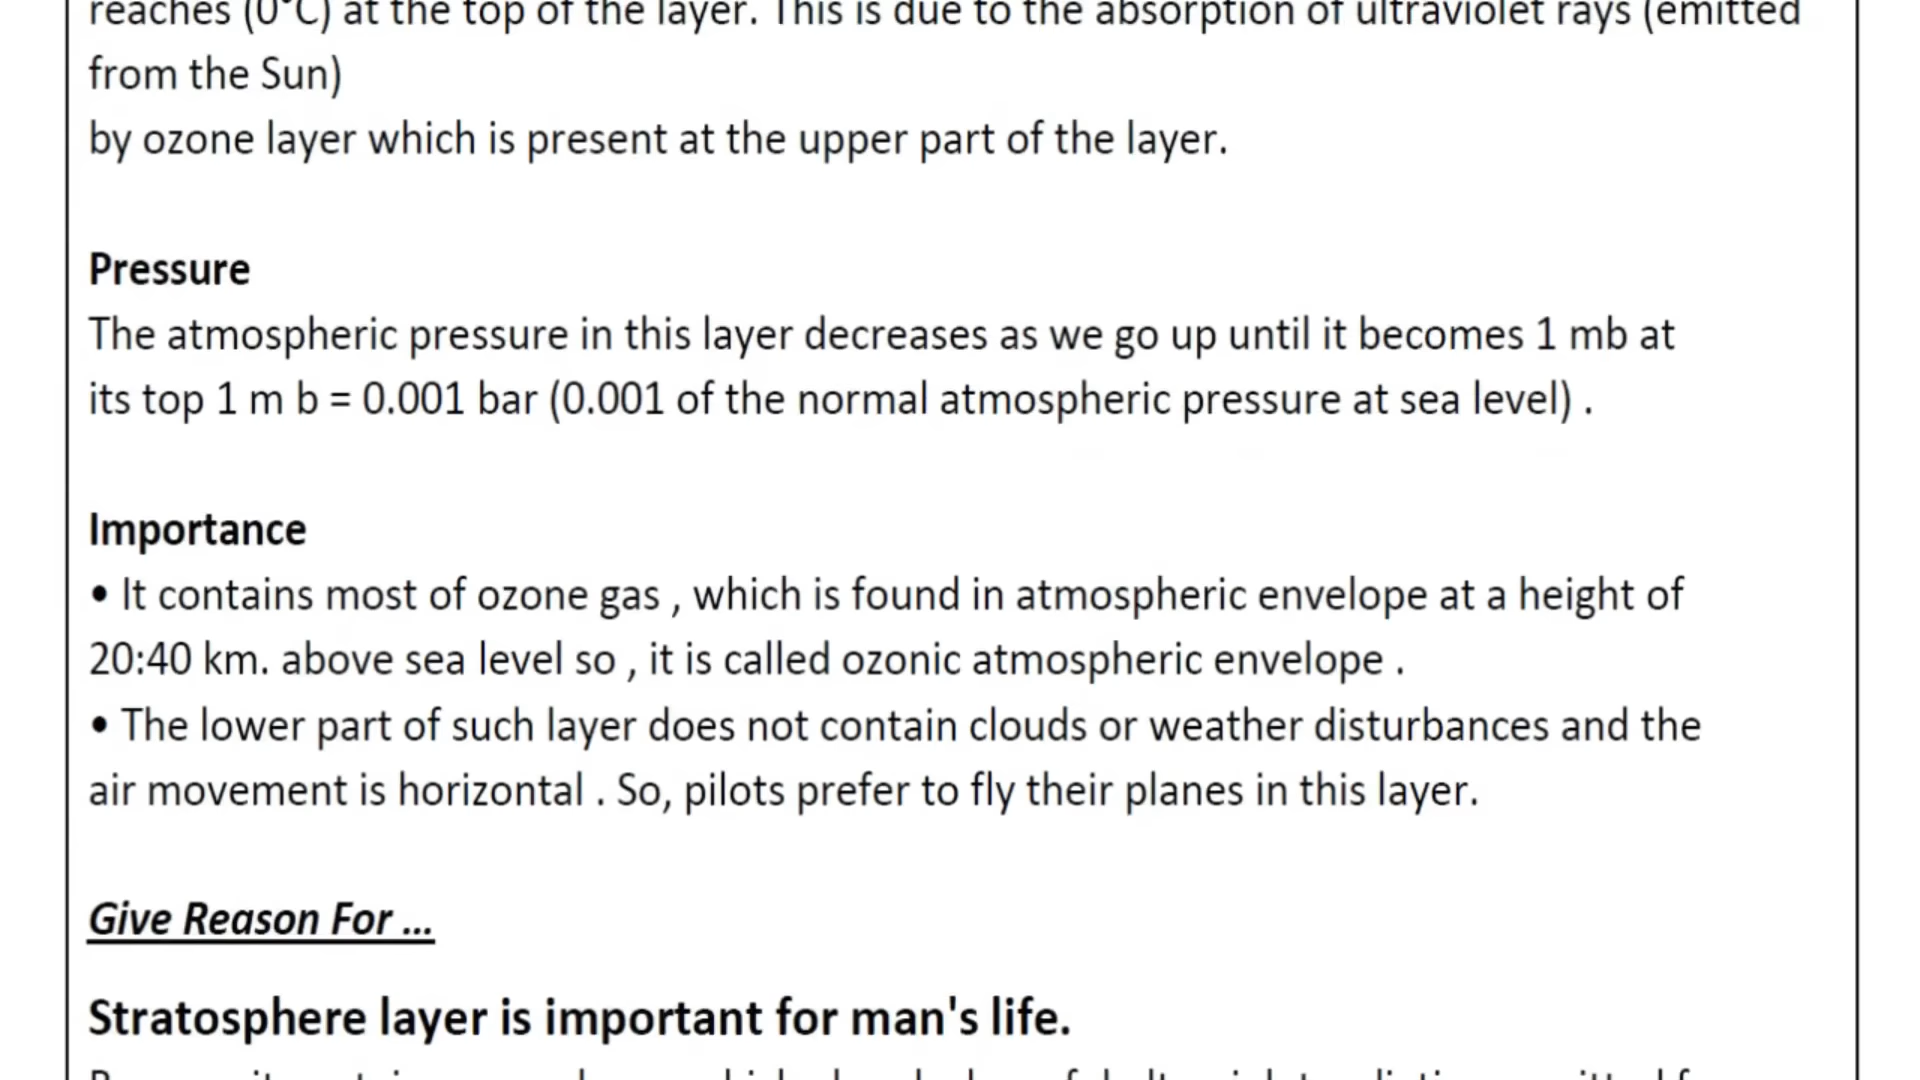 reaches (0°C) at the top of the layer. This is due to the absorption of ultraviolet rays (emitted
from the Sun)
by ozone layer which is present at the upper part of the layer.
Pressure
The atmospheric pressure in this layer decreases as we go up until it becomes 1 mb at
its top 1 m b = 0.001 bar (0.001 of the normal atmospheric pressure at sea level) .
Importance
• It contains most of ozone gas , which is found in atmospheric envelope at a height of
20:40 km. above sea level so , it is called ozonic atmospheric envelope .
• The lower part of such layer does not contain clouds or weather disturbances and the
air movement is horizontal . So, pilots prefer to fly their planes in this layer.
Give Reason For ...
Stratosphere layer is important for man's life.